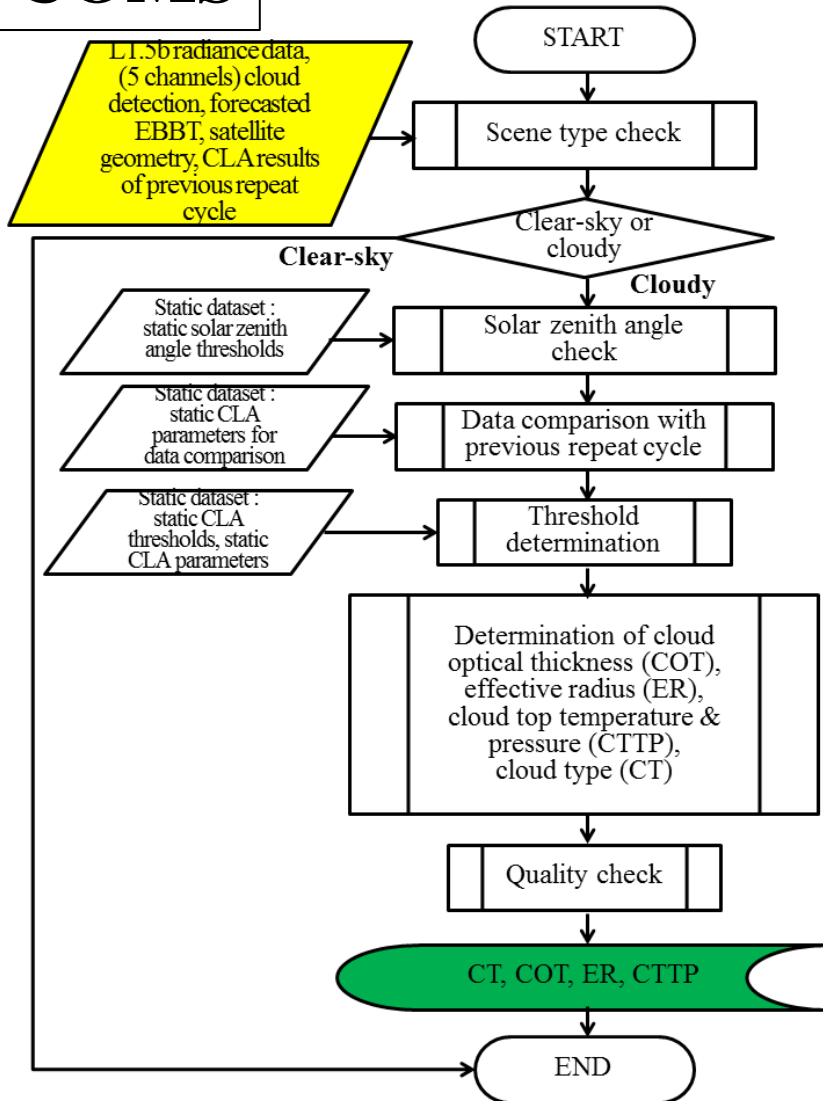 COMS
START
L1.5b radiance data,
(5 channels) cloud
detection, forecasted
EBBT, satellite
geometry, CLA results
of previous repeat
cycle
Scene type check
Clear-sky or
cloudy
Clear-sky
Cloudy
Static dataset :
static solar zenith
angle thresholds
Solar zenith angle
check
Static dataset :
static CLA
parameters for
data comparison
Data comparison with
previous repeat cycle
Static dataset :
static CLA
thresholds, static
CLA parameters
Threshold
determination
Determination of cloud
optical thickness (COT),
effective radius (ER),
cloud top temperature &
pressure (CTTP),
cloud type (CT)
Quality check
CT, COT, ER, CTTP
END